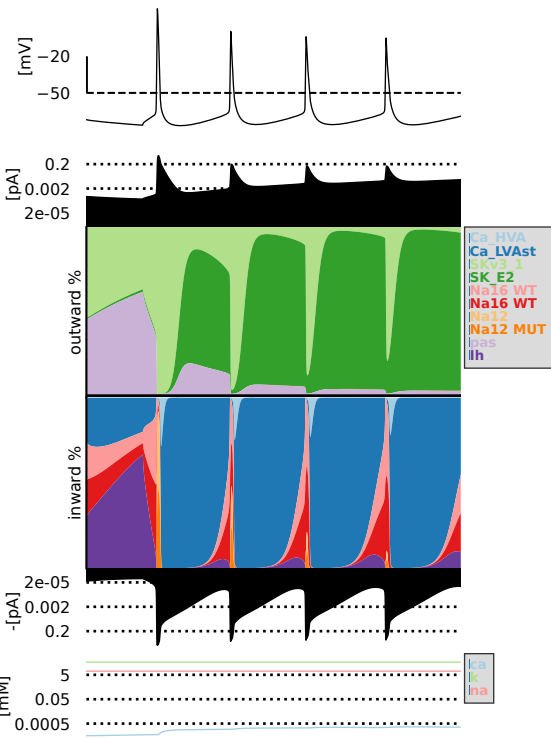 [mV]
−20
−50
[pA]
0.2
0.002
2e-05
outward %
Ca_HVA
Ca_LVAst
SKv3_1
SK_E2
Na16 WT
Na16 WT
Na12
Na12 MUT
pas
Ih
inward %
-[pA]
2e-05
0.002
0.2
[mM]
5
0.05
0.0005
ca
k
na